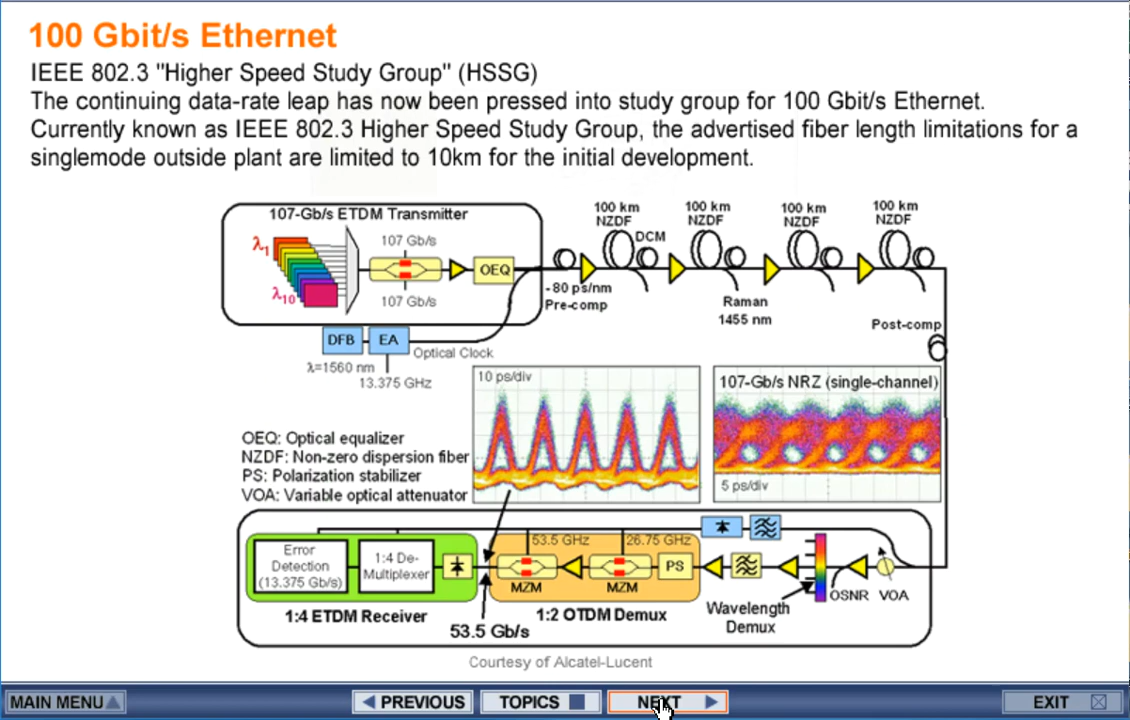 100 Gbit/s Ethernet
IEEE 802.3 "Higher Speed Study Group" (HSSG)
The continuing data-rate leap has now been pressed into study group for 100 Gbit/s Ethernet.
Currently known as IEEE 802.3 Higher Speed Study Group, the advertised fiber length limitations for a
singlemode outside plant are limited to 10km for the initial development.
107-Gb/s ETDM Transmitter
λ1
λ10
107 Gb/s
107 Gb/s
OEQ
DFB
EA
Optical Clock
λ=1560 nm
13.375 GHz
-80 ps/nm
Pre-comp
100 km
NZDF
DCM
100 km
NZDF
100 km
NZDF
100 km
NZDF
Raman
1455 nm
Post-comp
10 ps/div
107-Gb/s NRZ (single-channel)
5 ps/div
OEQ: Optical equalizer
NZDF: Non-zero dispersion fiber
PS: Polarization stabilizer
VOA: Variable optical attenuator
Error
Detection
(13.375 Gb/s)
1:4 De-
Multiplexer
53.5 GHz
26.75 GHz
MZM
MZM
PS
OSNR
VOA
1:4 ETDM Receiver
1:2 OTDM Demux
Wavelength
Demux
53.5 Gb/s
Courtesy of Alcatel-Lucent
MAIN MENU
PREVIOUS
TOPICS
NEXT
EXIT